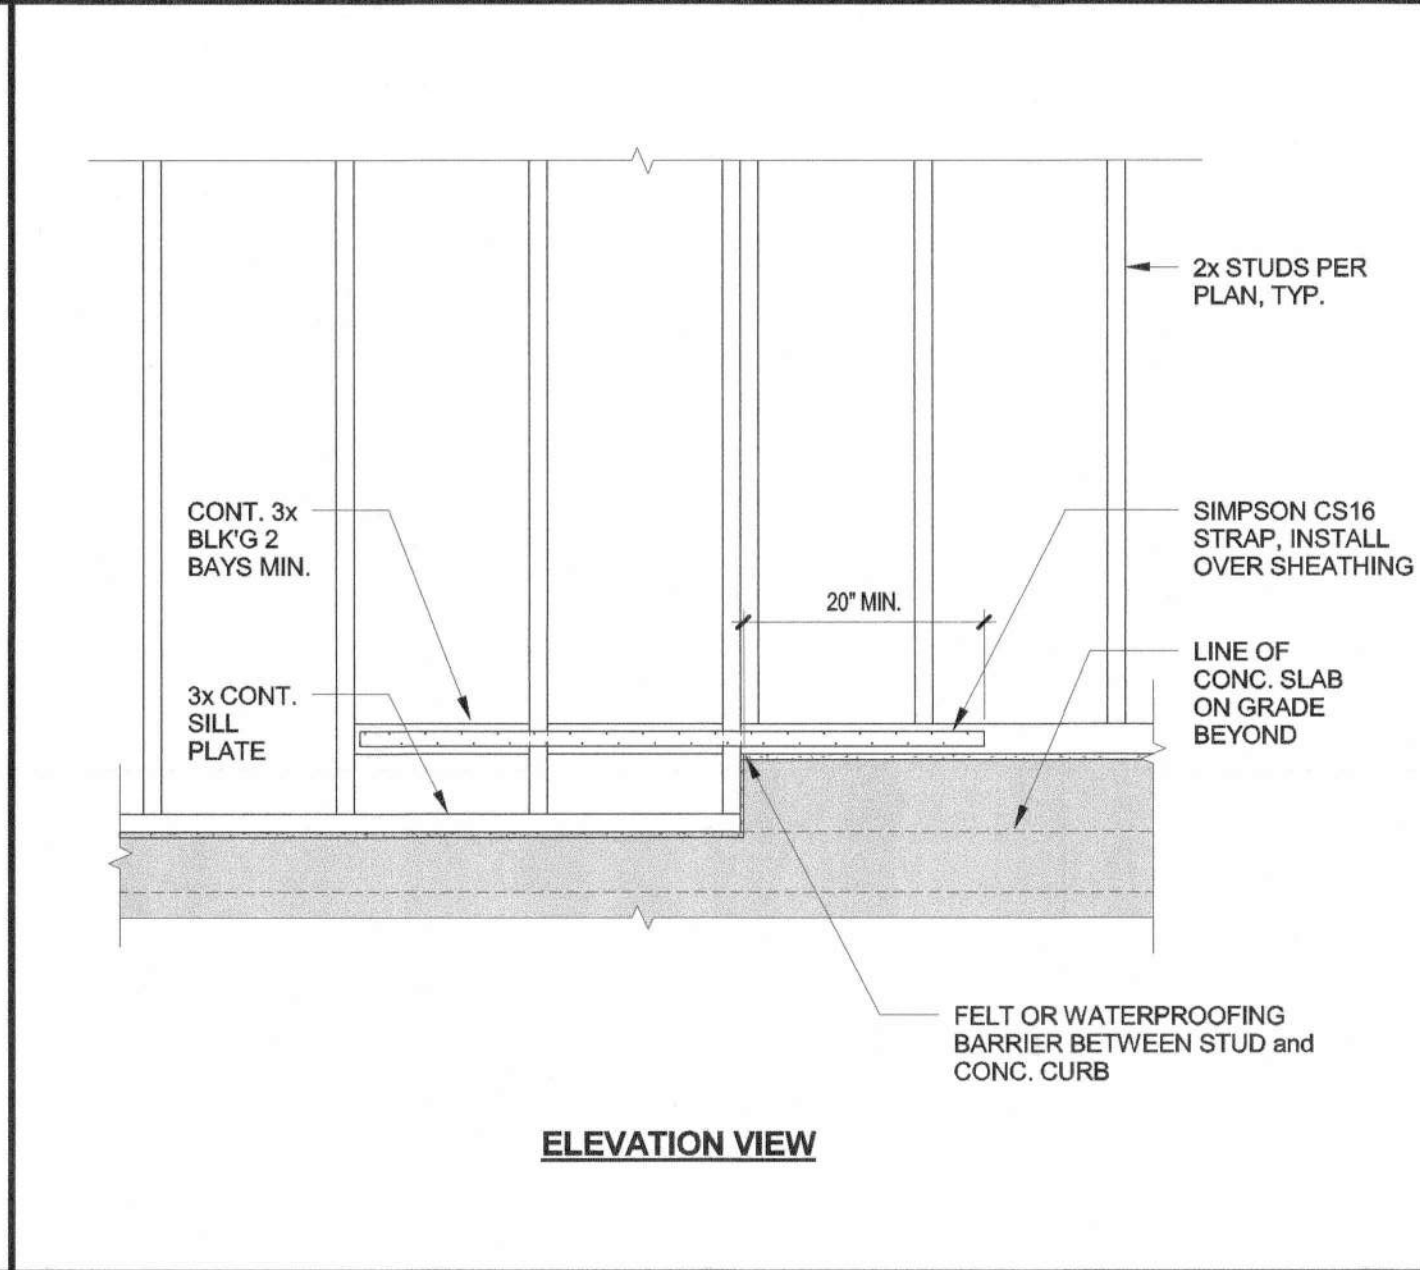 2x STUDS PER
PLAN, TYP.
CONT. 3x
BLK'G 2
BAYS MIN.
SIMPSON CS16
STRAP, INSTALL
OVER SHEATHING
20" MIN.
LINE OF
CONC. SLAB
ON GRADE
BEYOND
3x CONT.
SILL
PLATE
FELT OR WATERPROOFING
BARRIER BETWEEN STUD and
CONC. CURB
ELEVATION VIEW